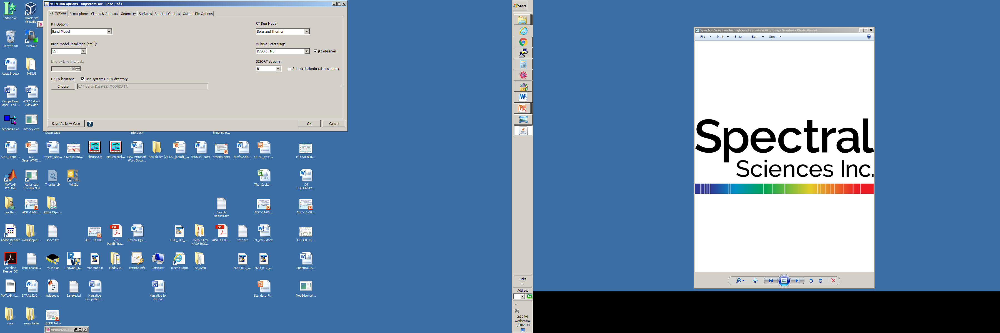 MODTRAN Options - AngstromLaw - Case 1 of 1
RT Options
Atmosphere
Clouds & Aerosols
Geometry
Surfaces
Spectral Options
Output File Options
RT Option:
Band Model
RT Run Mode:
Solar and thermal
Band Model Resolution (cm-1):
15
Multiple Scattering:
DISORT MS
At observer
Line-by-Line Intervals:
100
DISORT streams:
8
Spherical albedo (atmosphere)
DATA location:
Use system DATA directory
Choose
C:\ProgramData\SSI\MOD6DATA
Save As New Case
?
OK
Cancel
LStar.exe
Oracle VM
VirtualBox
Recycle Bin
WinSCP
Appx.B.docx
M6GUI
Comps Final
Paper - Fall ...
4397.1 draft
v7lex.doc
depends.exe
latency.exe
Downloads
info.docx
Expense o...
AIST_Propo...
6.2
Gaus_ATM2...
Project_Nar...
CKvsLBL8to...
4bruce.opj
BinCenDispl...
New Microsoft
Word Docu...
New folder (2)
SSI_kickoff_...
4305Lex.docx
4chona.pptx
draft02.da...
QUAD_Entr...
MODvsLBLR...
MATLAB
R2016a
Advanced
Installer 9.4
Thumbs.db
WinZip
TRL_Cookb...
Q4
HQ0147-12...
Lex Berk
AIST-11-00...
LEEDR19jan...
Search
Results.txt
AIST-11-00...
AIST-11-00...
Adobe Reader
XI
Workshop20...
spect.txt
AIST-11-00...
PDF
7.2
Panfili_Tra...
ReviewJQS...
H2O_BT2_...
4226.1 Lex
NASA-ROS...
PDF
AIST-11-00...
test.txt
all_ver2.docx
CKvsLBL10...
Acrobat
Reader DC
cpuz-readm...
cpuz.exe
Regwork_I...
mod5root.in
Mod4v1r1
certnon.pfx
Computer
Treeno Login
pc_32bit
H2O_BT2_...
H2O_BT2_...
SphericalRe...
MATLAB_lic...
DTRA152-0...
heleeos.p
Sample.txt
Narrative
Complete E...
Narrative for
Pat.doc
Standard_Fi...
Mod54cons6...
docs
executable
LEEDR Intro
APNUM2018...
Start
Links
Address
2:32 PM
Wednesday
5/30/2018
Spectral Sciences Inc high res logo white bkgd.png - Windows Photo Viewer
File
Print
E-mail
Burn
Open
Spectral
Sciences Inc.